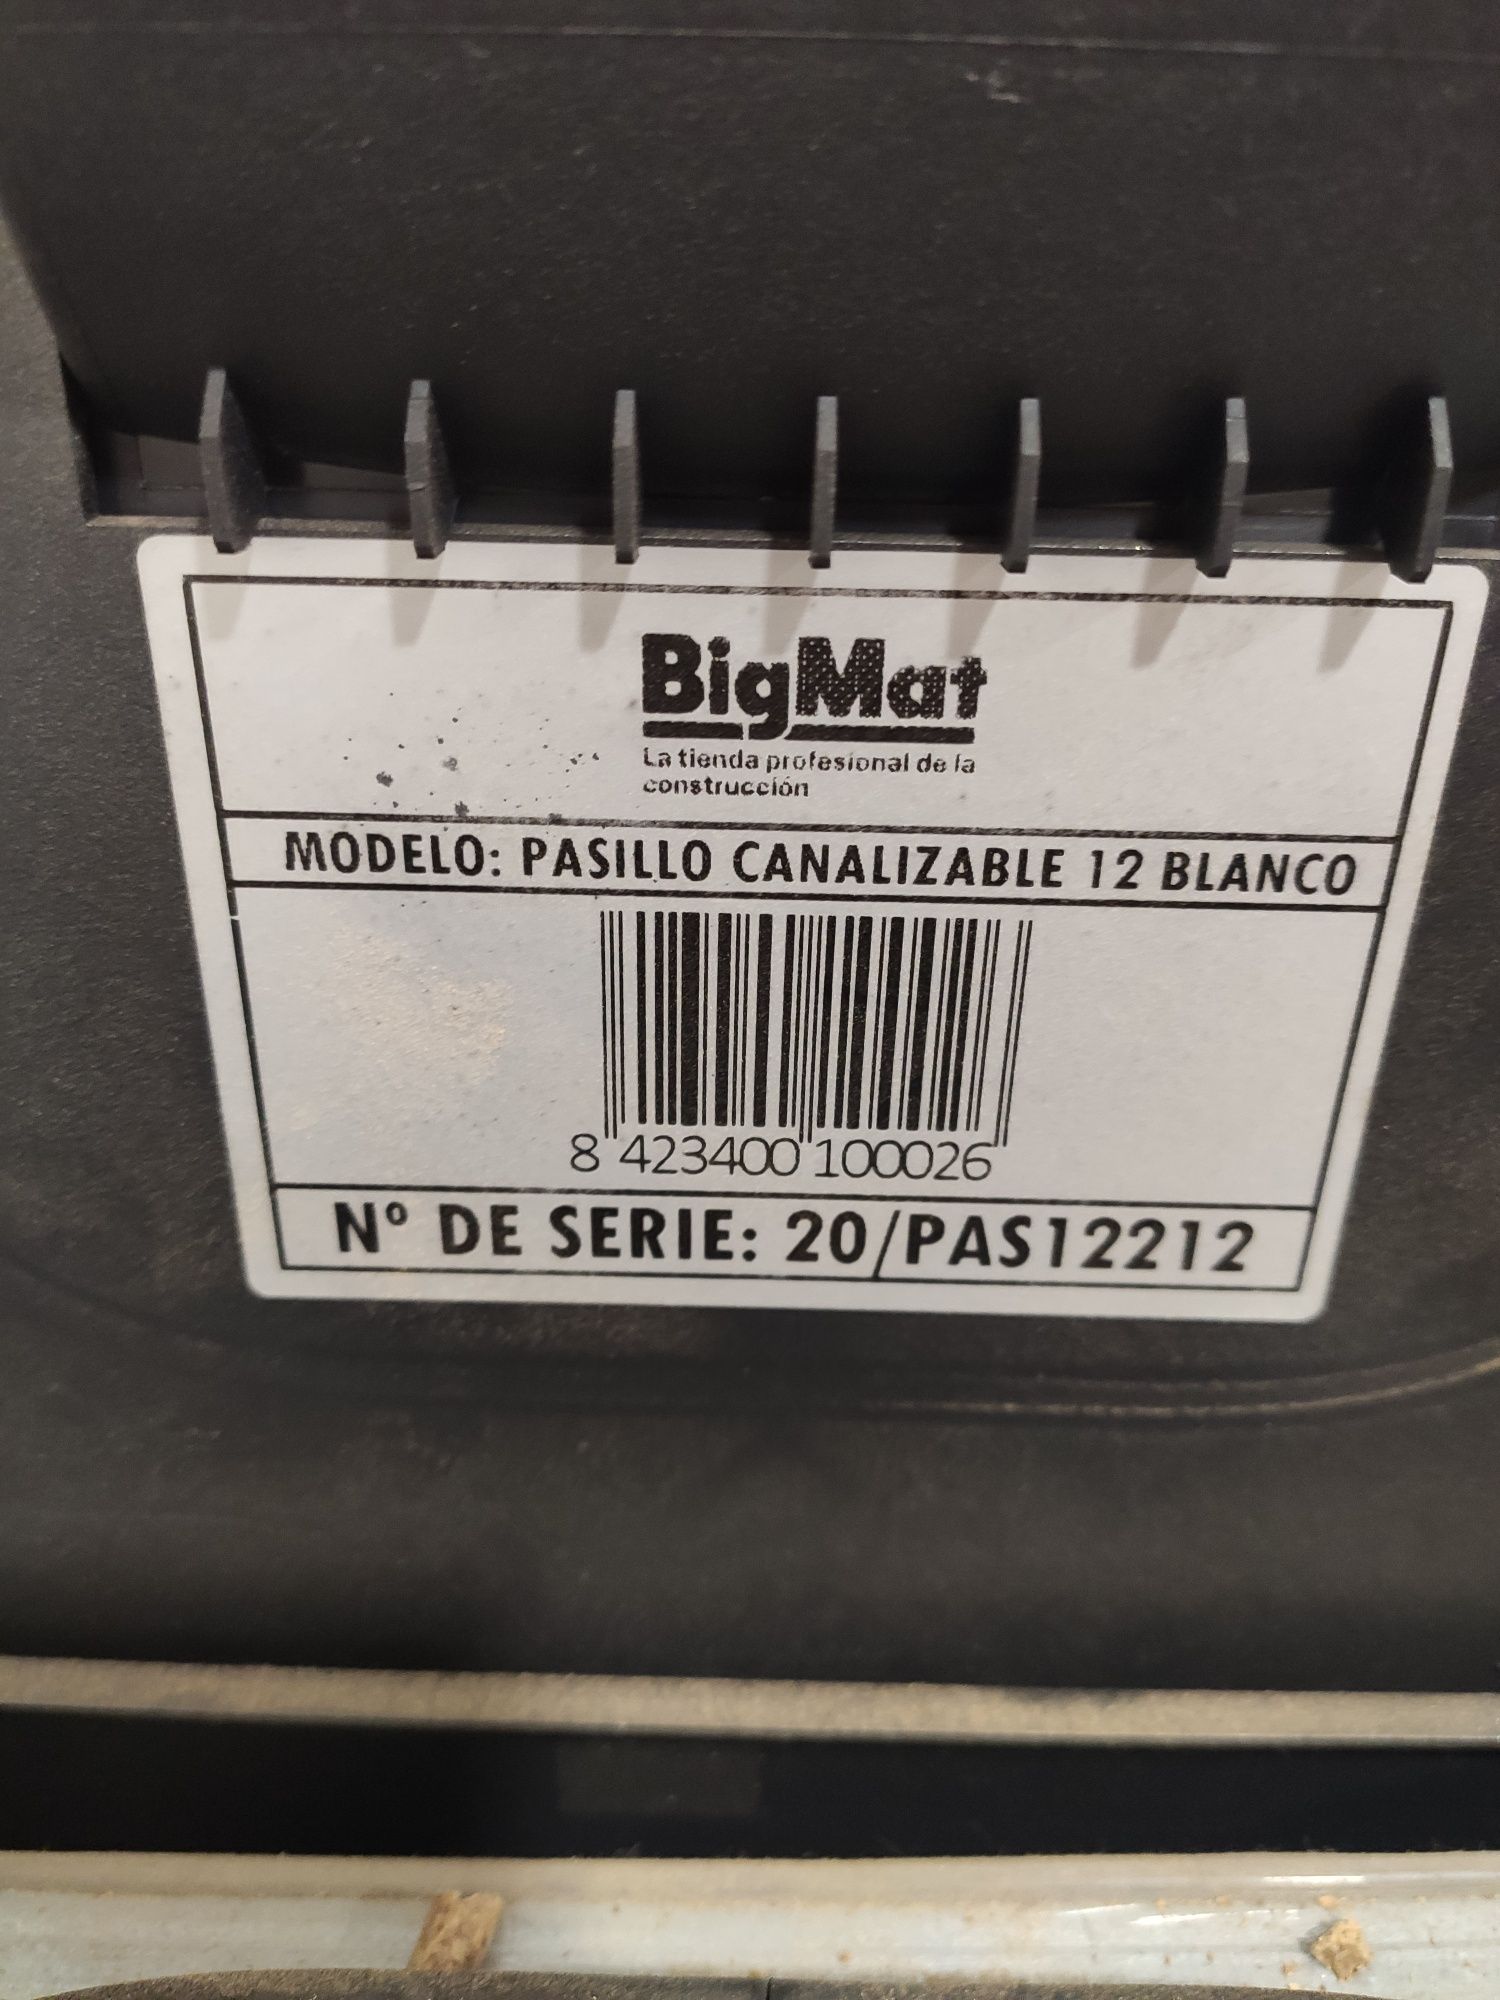 BigMat
La tienda profesional de la
construcción
MODELO: PASILLO CANALIZABLE 12 BLANCO
8 423400 100026
Nº DE SERIE: 20/PAS12212